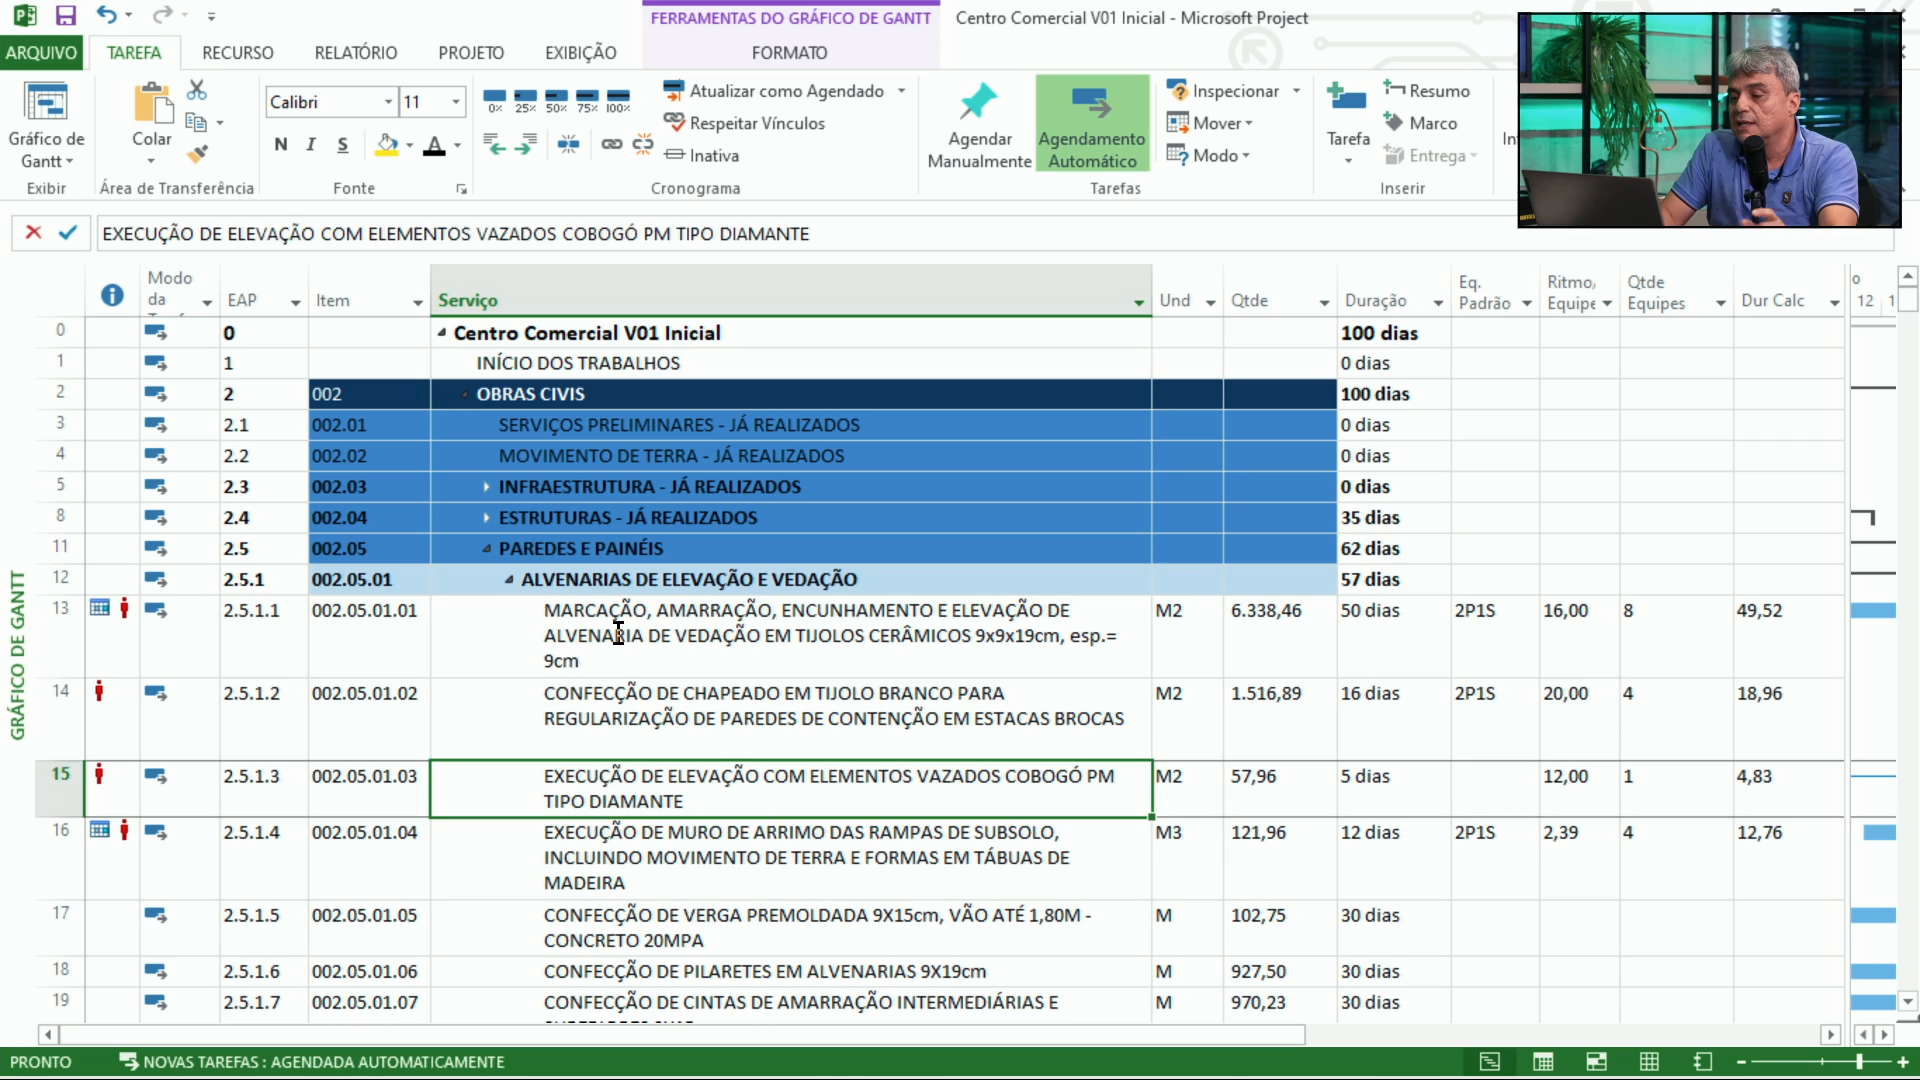 FERRAMENTAS DO GRÁFICO DE GANTT
Centro Comercial V01 Inicial - Microsoft Project
ARQUIVO TAREFA RECURSO RELATÓRIO PROJETO EXIBIÇÃO FORMATO
Gráfico de Gantt
Exibir
Colar
Área de Transferência
Calibri 11
N I S A
Fonte
0% 25% 50% 75% 100%
Atualizar como Agendado
Respeitar Vínculos
Inativa
Cronograma
Agendar Manualmente
Agendamento Automático
Inspecionar
Mover
Modo
Tarefas
Tarefa
Resumo
Marco
Entrega
Inserir
EXECUÇÃO DE ELEVAÇÃO COM ELEMENTOS VAZADOS COBOGÓ PM TIPO DIAMANTE
Modo da EAP Item Serviço Und Qtde Duração Eq. Padrão Ritmo/ Equipe Qtde Equipes Dur Calc
12
0 0 Centro Comercial V01 Inicial 100 dias
1 1 INÍCIO DOS TRABALHOS 0 dias
2 2 002 OBRAS CIVIS 100 dias
3 2.1 002.01 SERVIÇOS PRELIMINARES - JÁ REALIZADOS 0 dias
4 2.2 002.02 MOVIMENTO DE TERRA - JÁ REALIZADOS 0 dias
5 2.3 002.03 INFRAESTRUTURA - JÁ REALIZADOS 0 dias
8 2.4 002.04 ESTRUTURAS - JÁ REALIZADOS 35 dias
11 2.5 002.05 PAREDES E PAINÉIS 62 dias
12 2.5.1 002.05.01 ALVENARIAS DE ELEVAÇÃO E VEDAÇÃO 57 dias
13 2.5.1.1 002.05.01.01 MARCAÇÃO, AMARRAÇÃO, ENCUNHAMENTO E ELEVAÇÃO DE M2 6.338,46 50 dias 2P1S 16,00 8 49,52
ALVENARIA DE VEDAÇÃO EM TIJOLOS CERÂMICOS 9x9x19cm, esp.=
9cm
14 2.5.1.2 002.05.01.02 CONFECÇÃO DE CHAPEADO EM TIJOLO BRANCO PARA M2 1.516,89 16 dias 2P1S 20,00 4 18,96
REGULARIZAÇÃO DE PAREDES DE CONTENÇÃO EM ESTACAS BROCAS
15 2.5.1.3 002.05.01.03 EXECUÇÃO DE ELEVAÇÃO COM ELEMENTOS VAZADOS COBOGÓ PM M2 57,96 5 dias 12,00 1 4,83
TIPO DIAMANTE
16 2.5.1.4 002.05.01.04 EXECUÇÃO DE MURO DE ARRIMO DAS RAMPAS DE SUBSOLO, M3 121,96 12 dias 2P1S 2,39 4 12,76
INCLUINDO MOVIMENTO DE TERRA E FORMAS EM TÁBUAS DE
MADEIRA
17 2.5.1.5 002.05.01.05 CONFECÇÃO DE VERGA PREMOLDADA 9X15cm, VÃO ATÉ 1,80M - M 102,75 30 dias
CONCRETO 20MPA
18 2.5.1.6 002.05.01.06 CONFECÇÃO DE PILARETES EM ALVENARIAS 9X19cm M 927,50 30 dias
19 2.5.1.7 002.05.01.07 CONFECÇÃO DE CINTAS DE AMARRAÇÃO INTERMEDIÁRIAS E M 970,23 30 dias
GRÁFICO DE GANTT
PRONTO NOVAS TAREFAS : AGENDADA AUTOMATICAMENTE